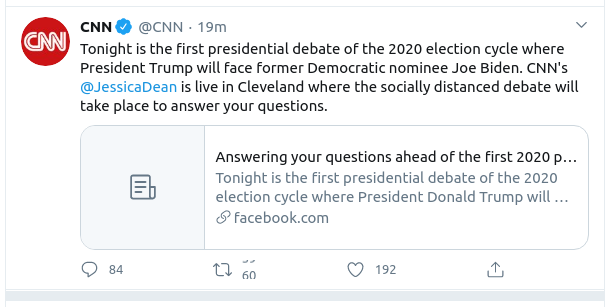 CNN @CNN · 19m
CNN
Tonight is the first presidential debate of the 2020 election cycle where
President Trump will face former Democratic nominee Joe Biden. CNN's
@JessicaDean is live in Cleveland where the socially distanced debate will
take place to answer your questions.
Answering your questions ahead of the first 2020 p...
Tonight is the first presidential debate of the 2020
election cycle where President Donald Trump will ...
facebook.com
84 60 192